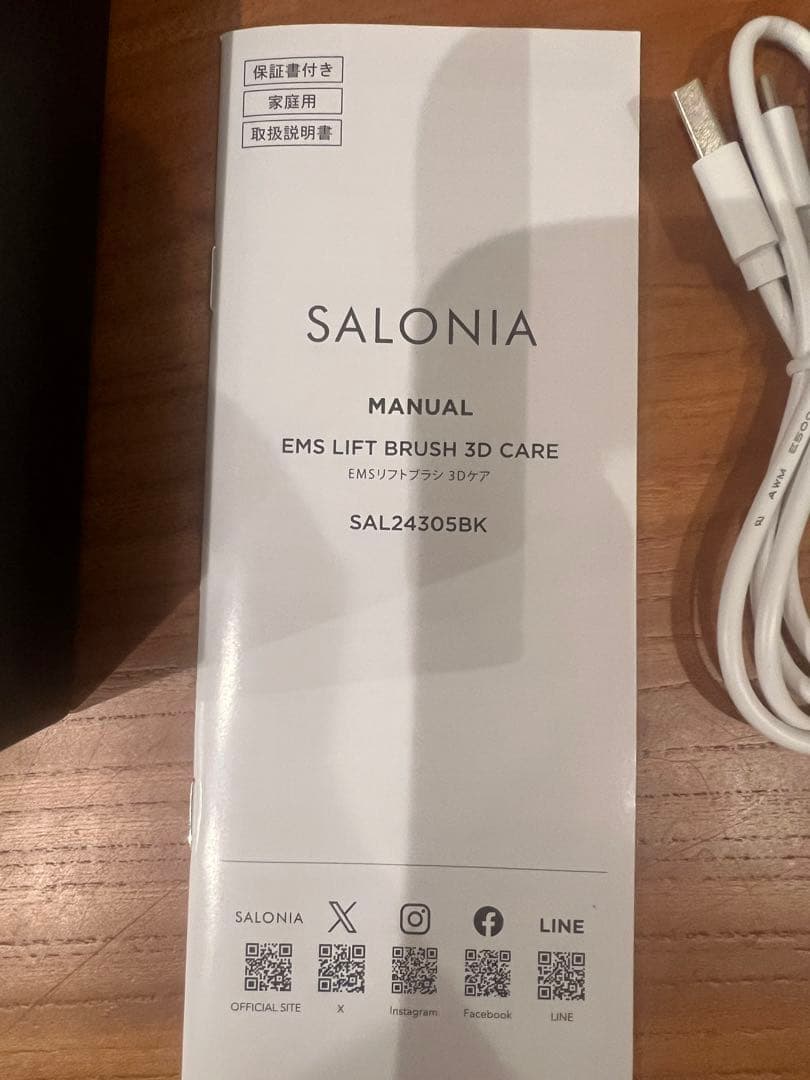 保証書付き
家庭用
取扱説明書
SALONIA
MANUAL
EMS LIFT BRUSH 3D CARE
EMSリフトブラシ 3Dケア
SAL24305BK
SALONIA
LINE
OFFICIAL SITE
X
Instagram
Facebook
LINE
AWM E500